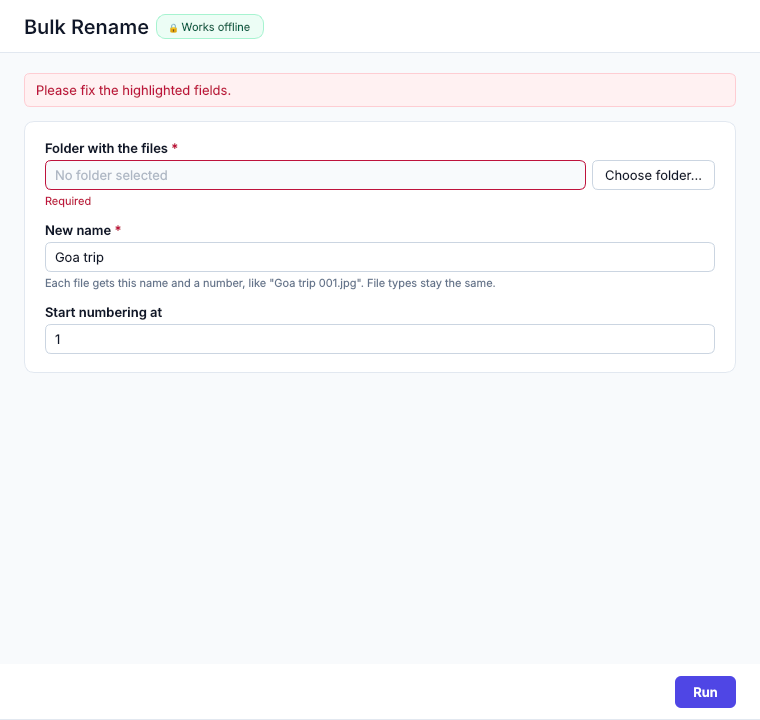 Bulk Rename
🔒 Works offline
Please fix the highlighted fields.
Folder with the files *
No folder selected
Choose folder...
Required
New name *
Goa trip
Each file gets this name and a number, like "Goa trip 001.jpg". File types stay the same.
Start numbering at
1
Run